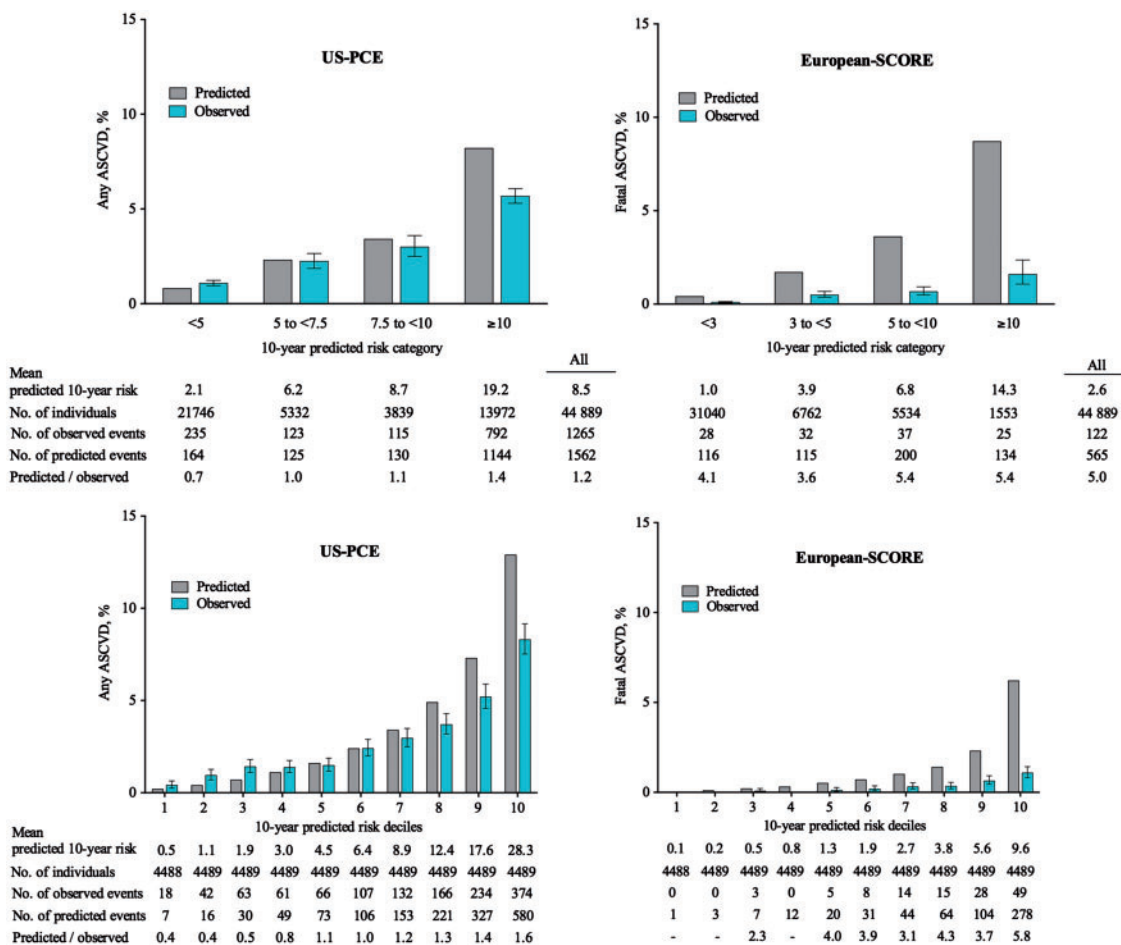 15
10
5
0
Any ASCVD, %
US-PCE
Predicted
Observed
<5 5 to <7.5 7.5 to <10 ≥10
10-year predicted risk category
All
Mean
predicted 10-year risk 2.1 6.2 8.7 19.2 8.5
No. of individuals 21746 5332 3839 13972 44 889
No. of observed events 235 123 115 792 1265
No. of predicted events 164 125 130 1144 1562
Predicted / observed 0.7 1.0 1.1 1.4 1.2
15
10
5
0
Fatal ASCVD, %
European-SCORE
Predicted
Observed
<3 3 to <5 5 to <10 ≥10
10-year predicted risk category
All
1.0 3.9 6.8 14.3 2.6
31040 6762 5534 1553 44 889
28 32 37 25 122
116 115 200 134 565
4.1 3.6 5.4 5.4 5.0
15
10
5
0
Any ASCVD, %
US-PCE
Predicted
Observed
1 2 3 4 5 6 7 8 9 10
10-year predicted risk deciles
Mean
predicted 10-year risk 0.5 1.1 1.9 3.0 4.5 6.4 8.9 12.4 17.6 28.3
No. of individuals 4488 4489 4489 4489 4489 4489 4489 4489 4489 4489
No. of observed events 18 42 63 61 66 107 132 166 234 374
No. of predicted events 7 16 30 49 73 106 153 221 327 580
Predicted / observed 0.4 0.4 0.5 0.8 1.1 1.0 1.2 1.3 1.4 1.6
15
10
5
0
Fatal ASCVD, %
European-SCORE
Predicted
Observed
1 2 3 4 5 6 7 8 9 10
10-year predicted risk deciles
0.1 0.2 0.5 0.8 1.3 1.9 2.7 3.8 5.6 9.6
4488 4489 4489 4489 4489 4489 4489 4489 4489 4489
0 0 3 0 5 8 14 15 28 49
1 3 7 12 20 31 44 64 104 278
- - 2.3 - 4.0 3.9 3.1 4.3 3.7 5.8